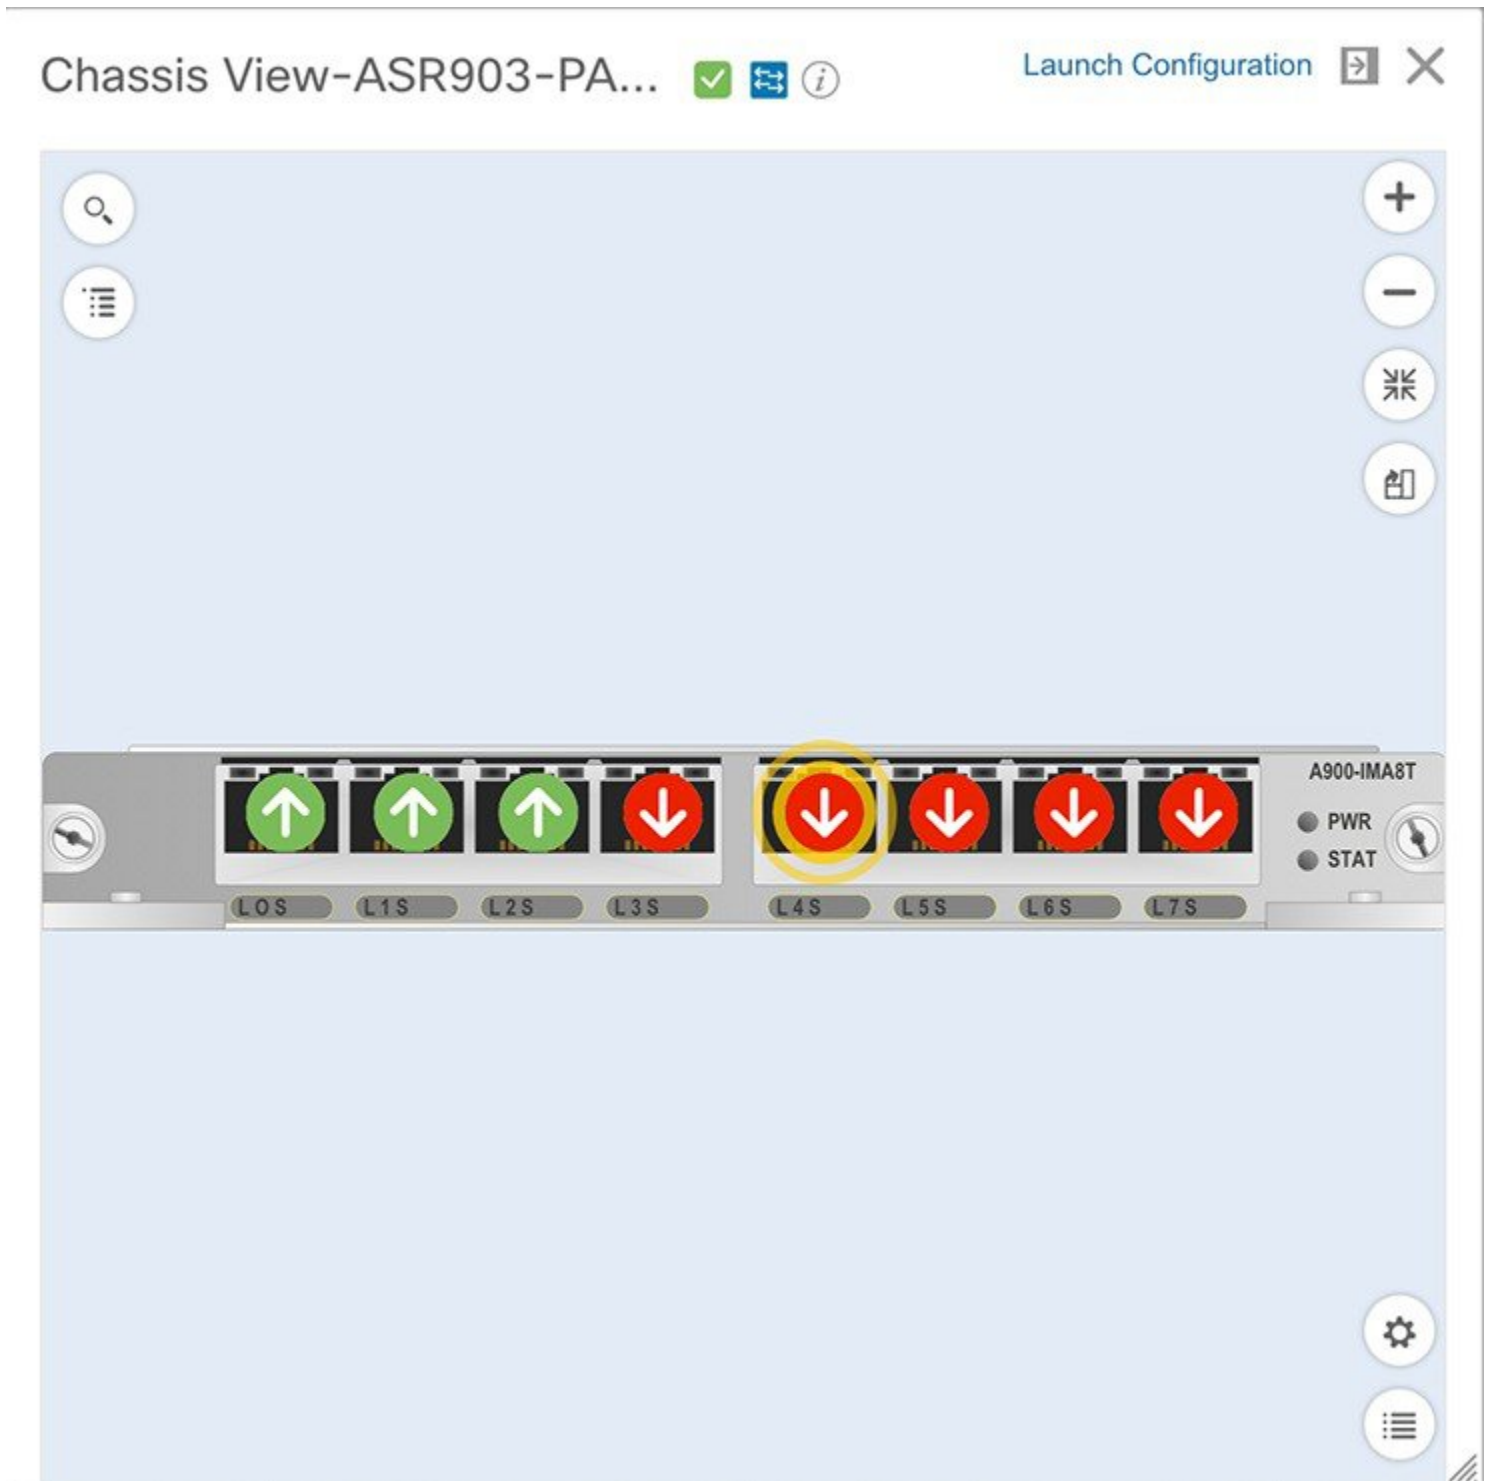 Chassis View-ASR903-PA...
Launch Configuration
A900-IMA8T
PWR
STAT
L0S L1S L2S L3S L4S L5S L6S L7S